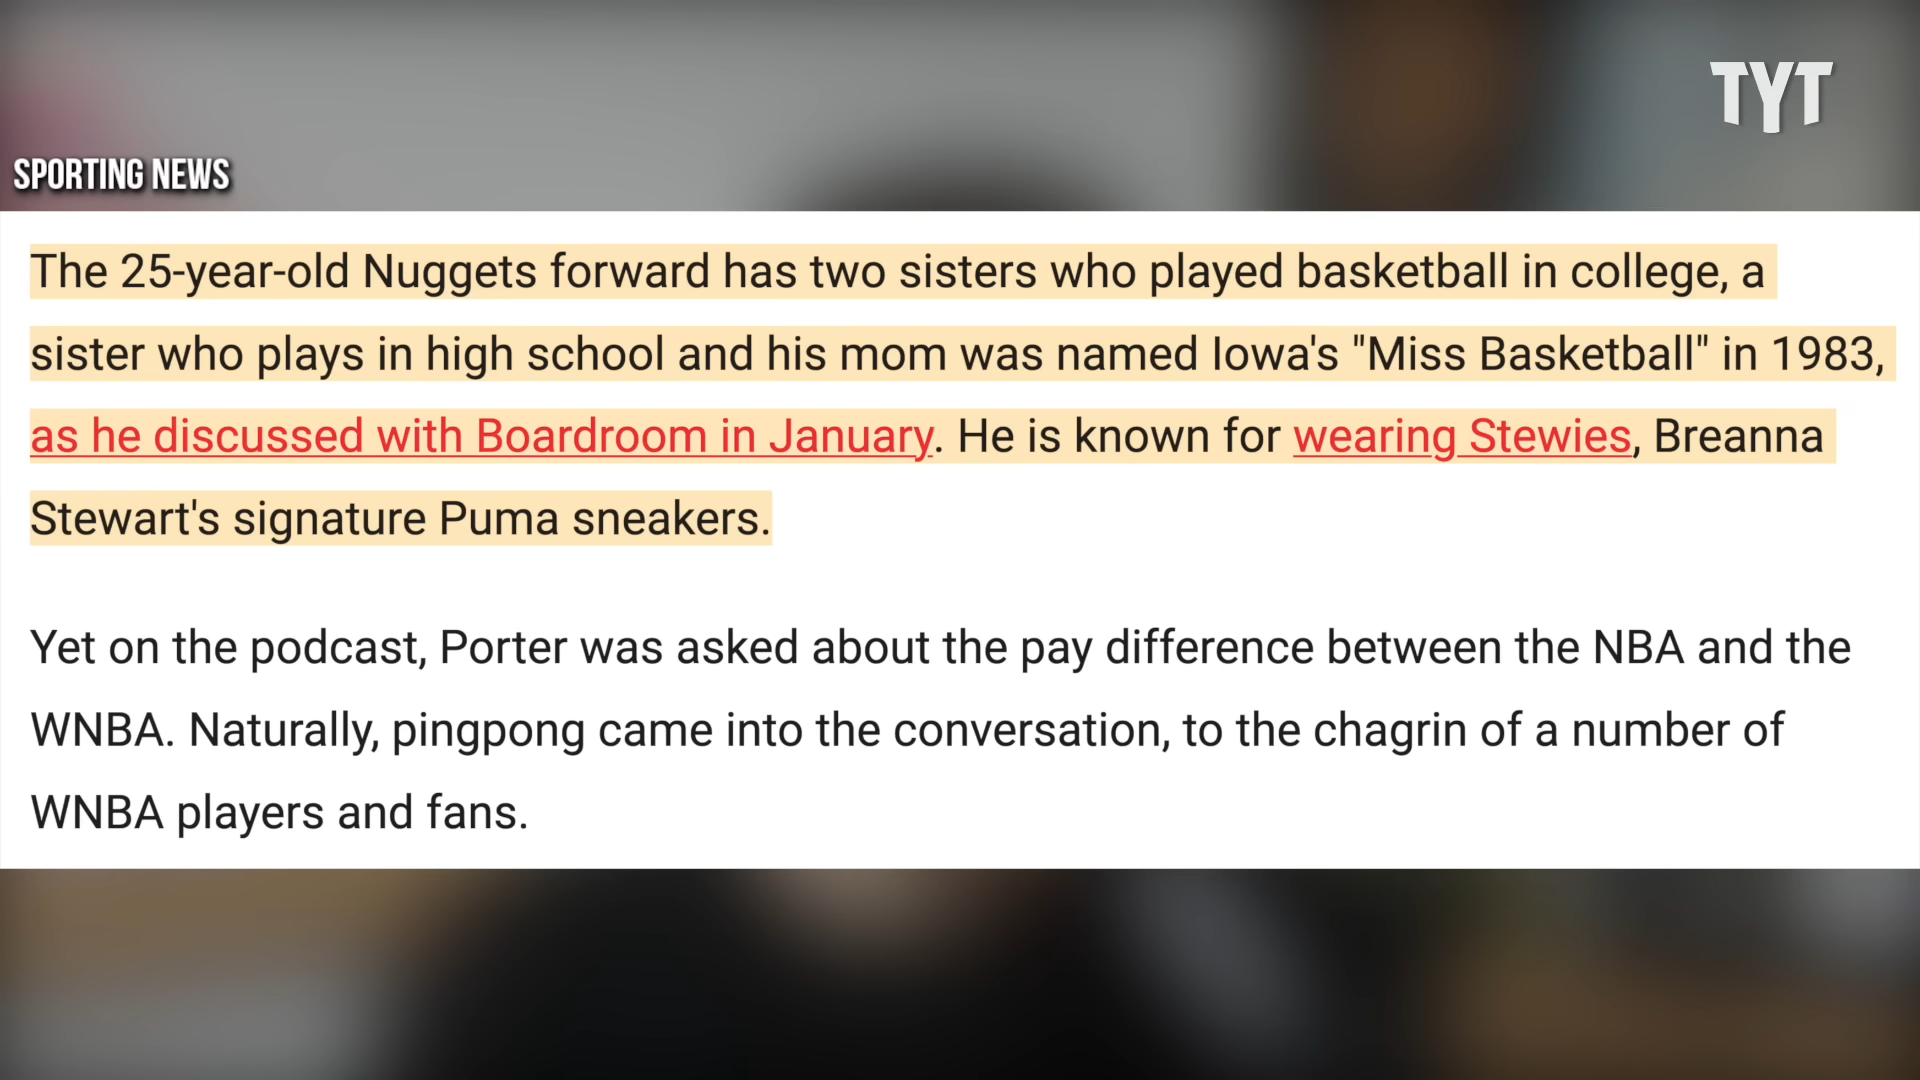 TYT
SPORTING NEWS
The 25-year-old Nuggets forward has two sisters who played basketball in college, a
sister who plays in high school and his mom was named Iowa's "Miss Basketball" in 1983,
as he discussed with Boardroom in January. He is known for wearing Stewies, Breanna
Stewart's signature Puma sneakers.
Yet on the podcast, Porter was asked about the pay difference between the NBA and the
WNBA. Naturally, pingpong came into the conversation, to the chagrin of a number of
WNBA players and fans.